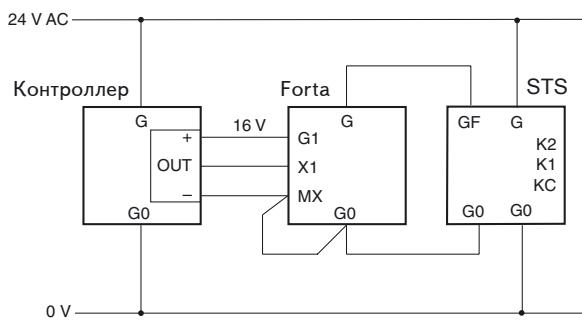 24 V AC
Контроллер
Forta
STS
G
+
OUT
–
G0
16 V
G
G1
X1
MX
G0
GF
G
K2
K1
KC
G0
G0
0 V